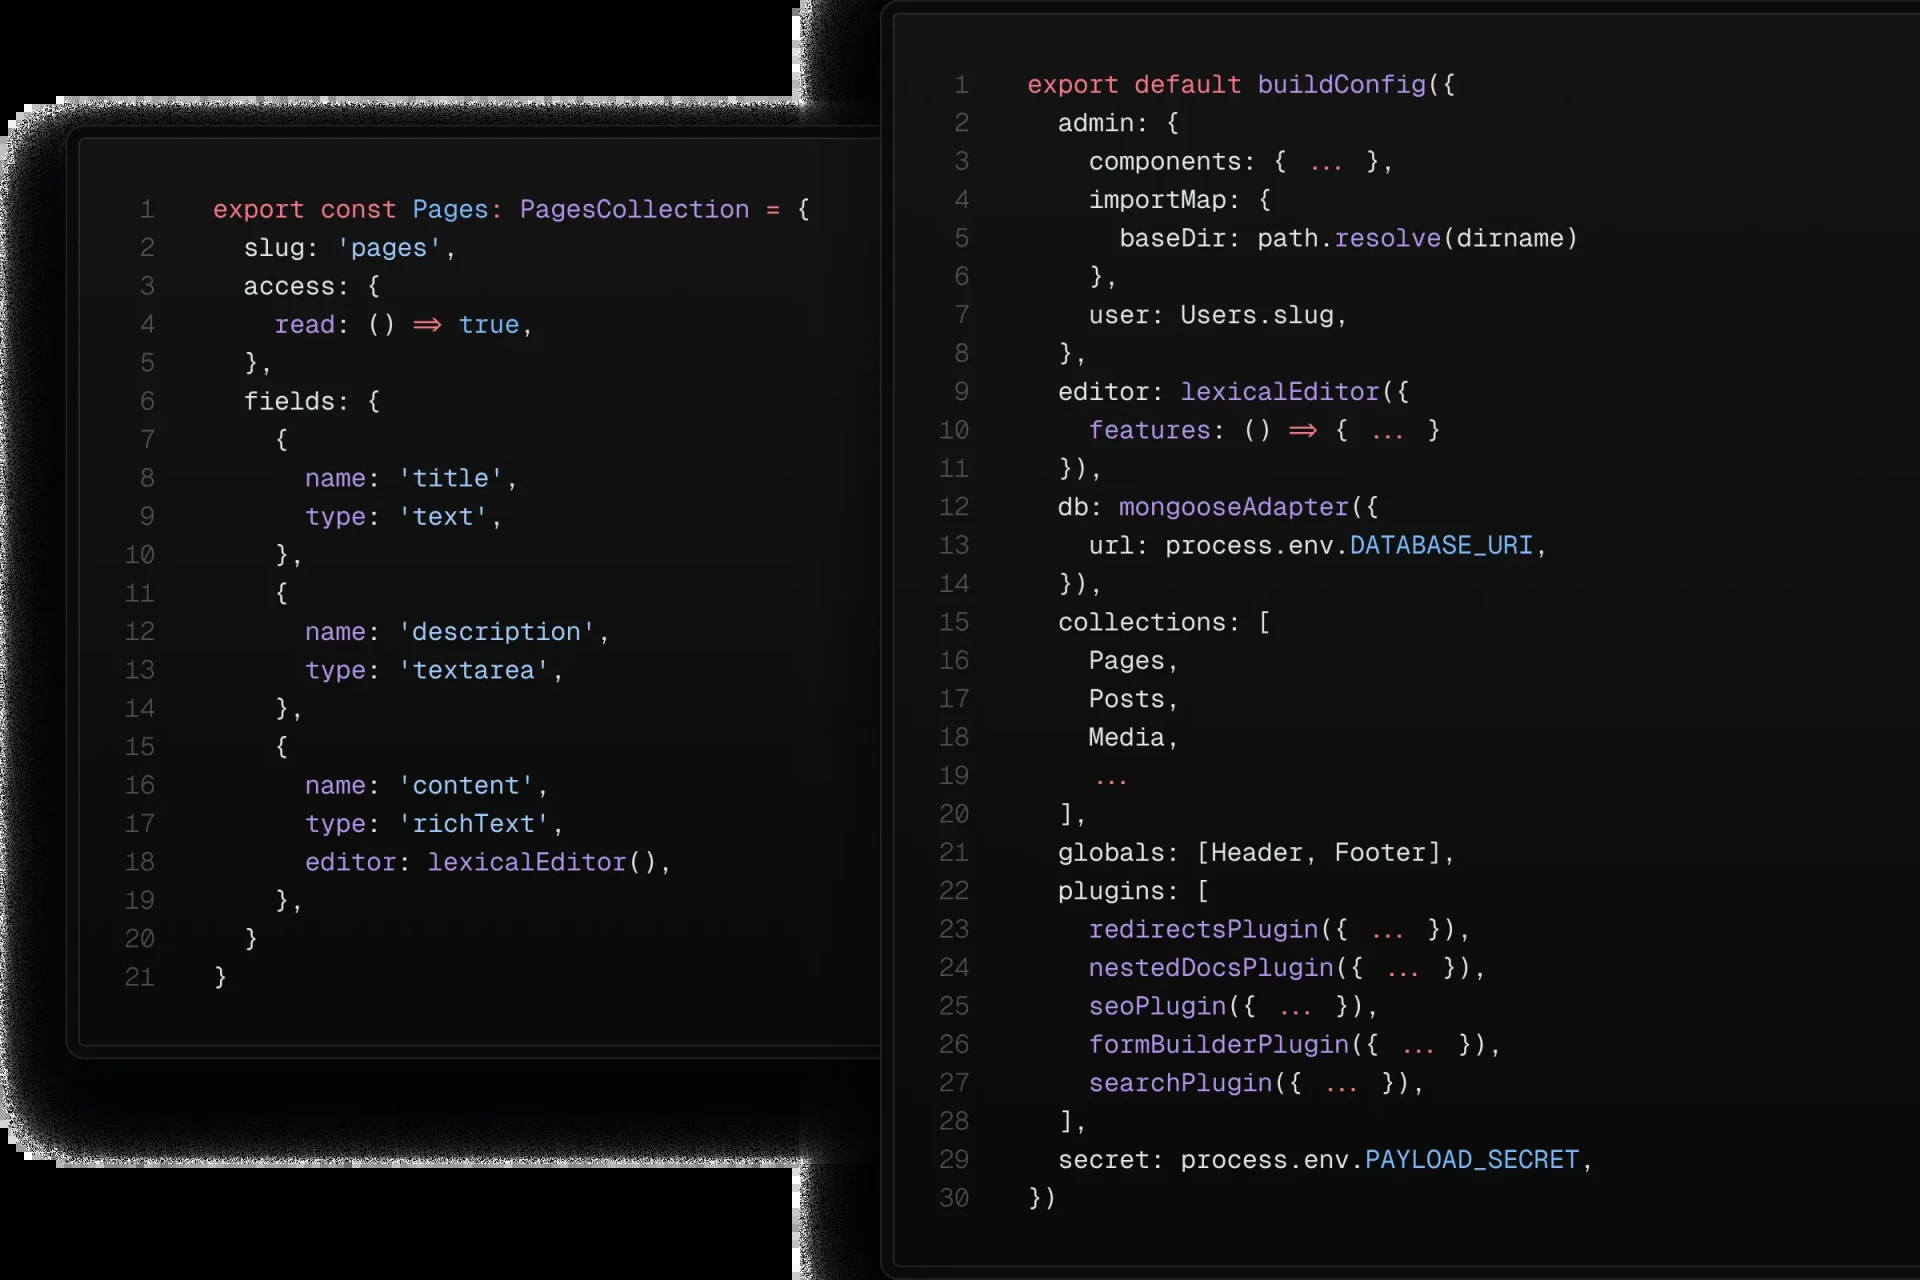 1 export const Pages: PagesCollection = {
2 slug: 'pages',
3 access: {
4 read: () => true,
5 },
6 fields: {
7 {
8 name: 'title',
9 type: 'text',
10 },
11 {
12 name: 'description',
13 type: 'textarea',
14 },
15 {
16 name: 'content',
17 type: 'richText',
18 editor: lexicalEditor(),
19 },
20 }
21 }
1 export default buildConfig({
2 admin: {
3 components: { ... },
4 importMap: {
5 baseDir: path.resolve(dirname)
6 },
7 user: Users.slug,
8 },
9 editor: lexicalEditor({
10 features: () => { ... }
11 }),
12 db: mongooseAdapter({
13 url: process.env.DATABASE_URI,
14 }),
15 collections: [
16 Pages,
17 Posts,
18 Media,
19 ...
20 ],
21 globals: [Header, Footer],
22 plugins: [
23 redirectsPlugin({ ... }),
24 nestedDocsPlugin({ ... }),
25 seoPlugin({ ... }),
26 formBuilderPlugin({ ... }),
27 searchPlugin({ ... }),
28 ],
29 secret: process.env.PAYLOAD_SECRET,
30 })